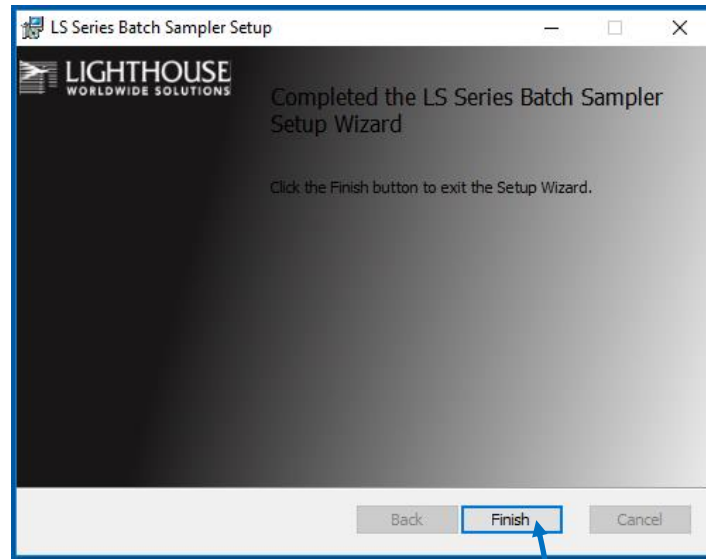 LS Series Batch Sampler Setup
LIGHTHOUSE
WORLDWIDE SOLUTIONS
Completed the LS Series Batch Sampler
Setup Wizard
Click the Finish button to exit the Setup Wizard.
Back Finish Cancel